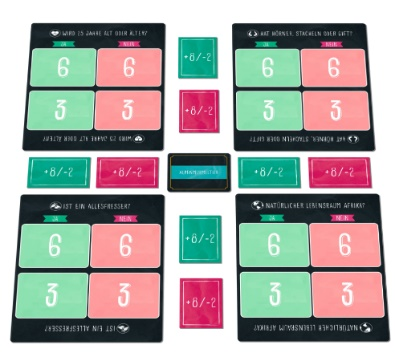 WIRD 15 JAHRE ALT ODER ÄLTER?
JA NEIN
6 6
3 3
WIRD 25 JAHRE ALT ODER ÄLTER?
+8/-2
+8/-2
HAT HÖRNER, STACHELN ODER GIFT?
JA NEIN
6 6
3 3
HAT HÖRNER, STACHELN ODER GIFT?
+8/-2 +8/-2
+8/-2 +8/-2
IST EIN ALLESFRESSER?
JA NEIN
6 6
3 3
IST EIN ALLESFRESSER?
+8/-2
+8/-2
NATÜRLICHER LEBENSRAUM AFRIKA?
JA NEIN
6 6
3 3
NATÜRLICHER LEBENSRAUM AFRIKA?